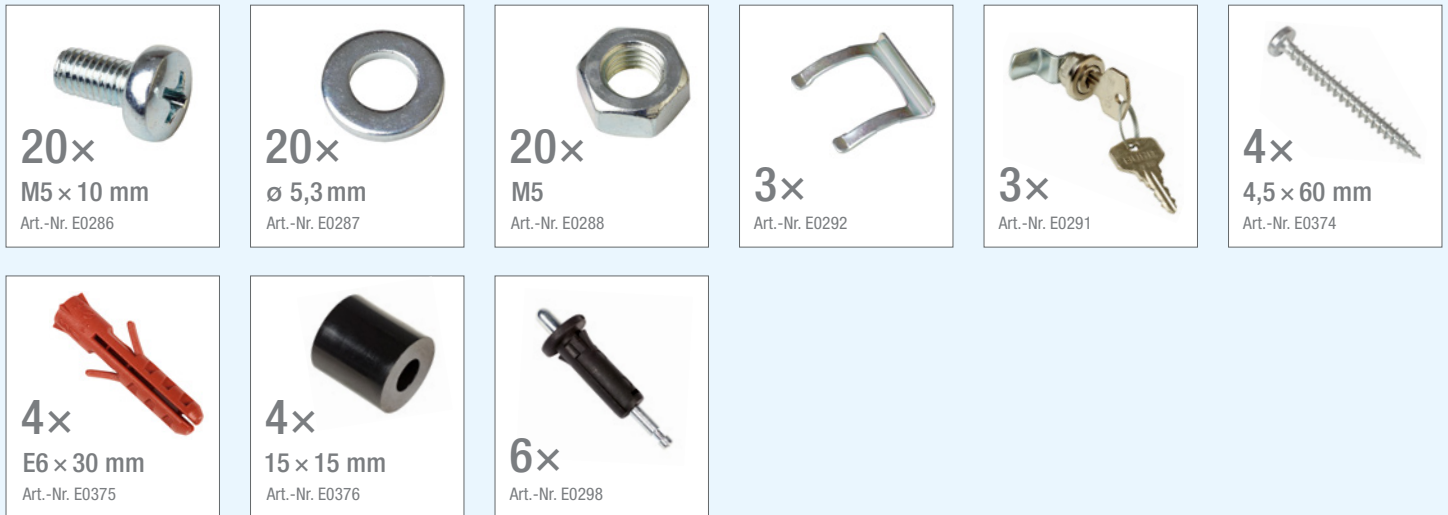 20×
M5 × 10 mm
Art.-Nr. E0286
20×
ø 5,3 mm
Art.-Nr. E0287
20×
M5
Art.-Nr. E0288
3×
Art.-Nr. E0292
3×
Art.-Nr. E0291
4×
4,5 × 60 mm
Art.-Nr. E0374
4×
E6 × 30 mm
Art.-Nr. E0375
4×
15 × 15 mm
Art.-Nr. E0376
6×
Art.-Nr. E0298